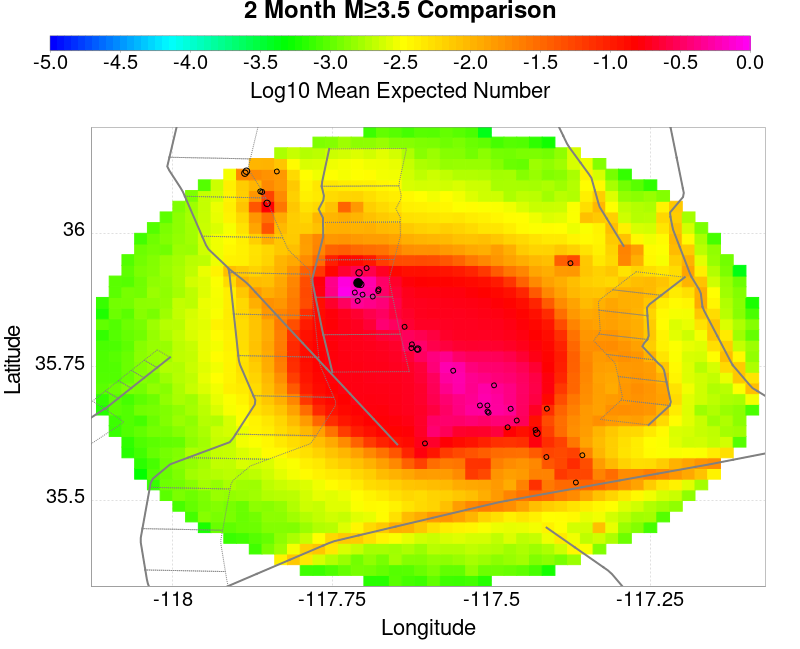 2 Month M≥3.5 Comparison
-5.0 -4.5 -4.0 -3.5 -3.0 -2.5 -2.0 -1.5 -1.0 -0.5 0.0
Log10 Mean Expected Number
36
35.75
35.5
Latitude
-118 -117.75 -117.5 -117.25
Longitude